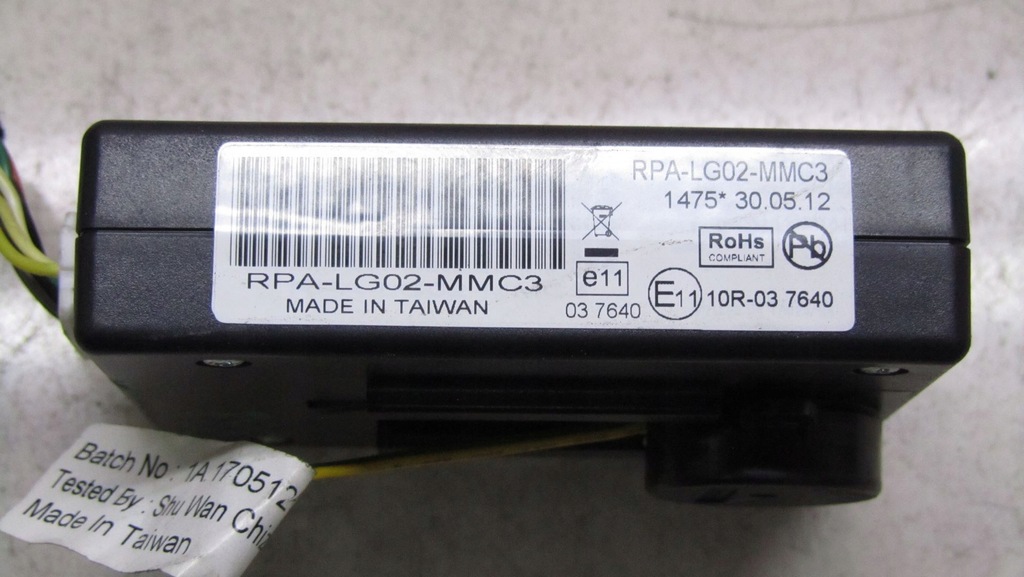 RPA-LG02-MMC3
1475* 30.05.12
RoHS
COMPLIANT
Pb
RPA-LG02-MMC3
MADE IN TAIWAN
e11
03 7640
E11 10R-03 7640
Batch No : 1A170512
Tested By : Shu Wan
Made In Taiwan